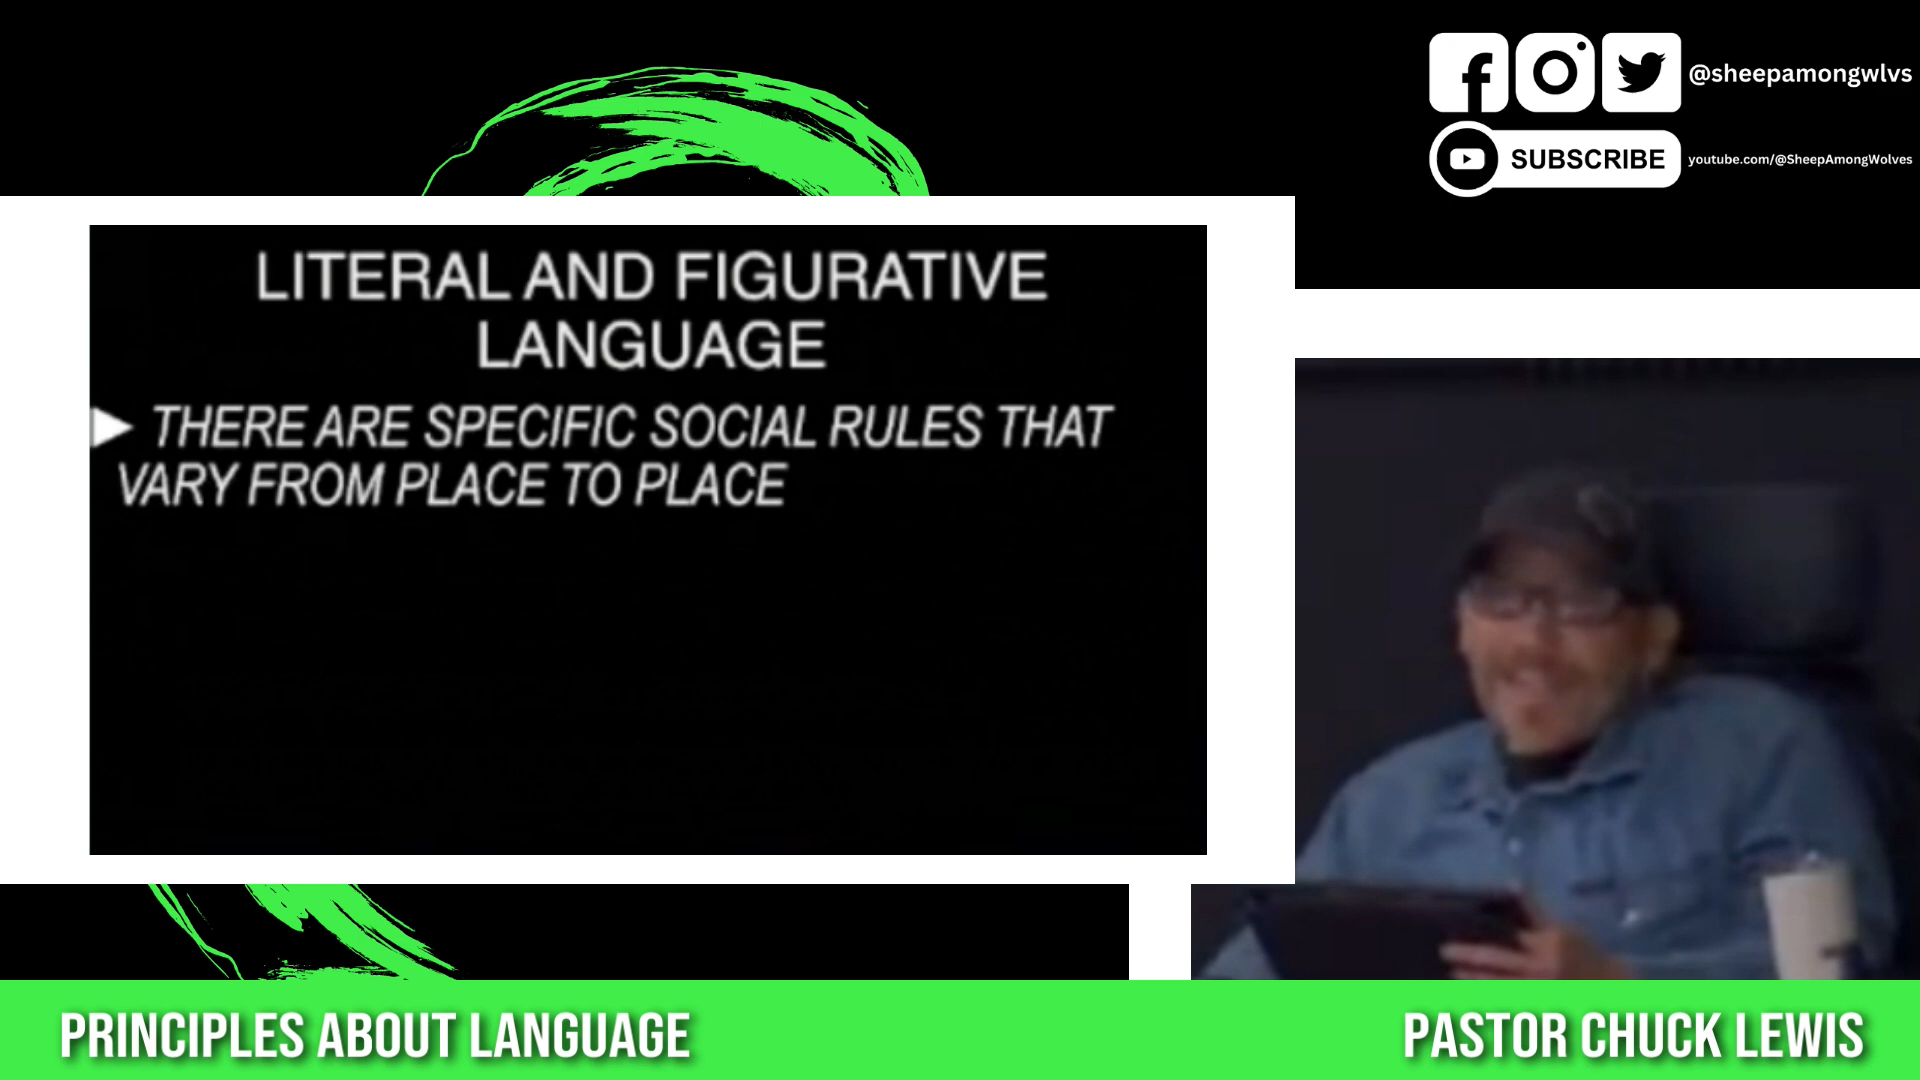 @sheepamongwlvs
SUBSCRIBE
youtube.com/@SheepAmongWolves
LITERAL AND FIGURATIVE
LANGUAGE
THERE ARE SPECIFIC SOCIAL RULES THAT
VARY FROM PLACE TO PLACE
PRINCIPLES ABOUT LANGUAGE
PASTOR CHUCK LEWIS